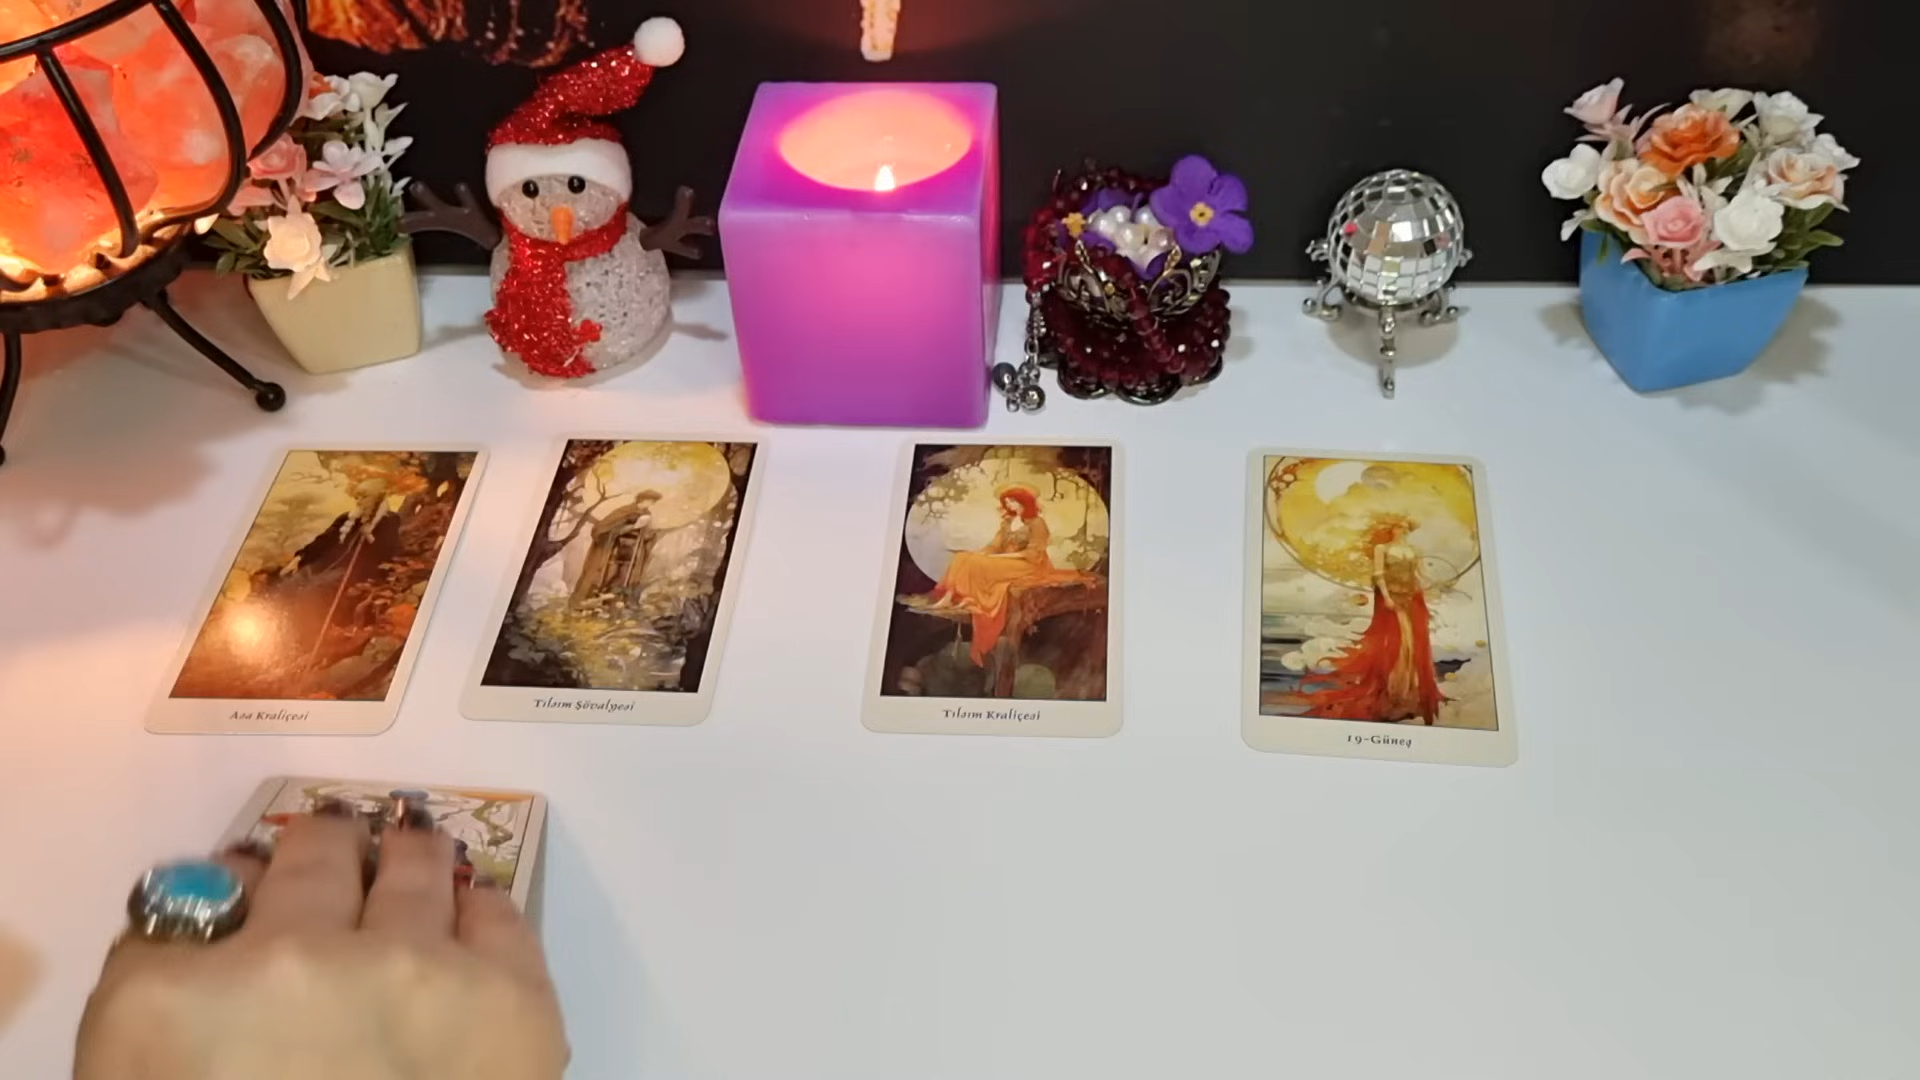 Asa Kraliçesi
Tılsım Şövalyesi
Tılsım Kraliçesi
19-Güneş